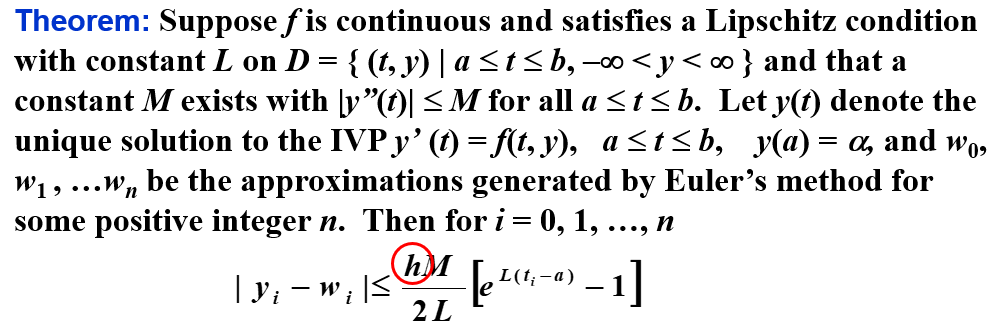 Theorem: Suppose f is continuous and satisfies a Lipschitz condition
with constant L on D = { (t, y) | a ≤ t ≤ b, –∞ < y < ∞ } and that a
constant M exists with |y”(t)| ≤ M for all a ≤ t ≤ b. Let y(t) denote the
unique solution to the IVP y’ (t) = f(t, y), a ≤ t ≤ b, y(a) = α, and w₀,
w₁ , …wₙ be the approximations generated by Euler’s method for
some positive integer n. Then for i = 0, 1, …, n
| yᵢ − wᵢ |≤ hM / 2L [e^{L(tᵢ−a)} − 1]